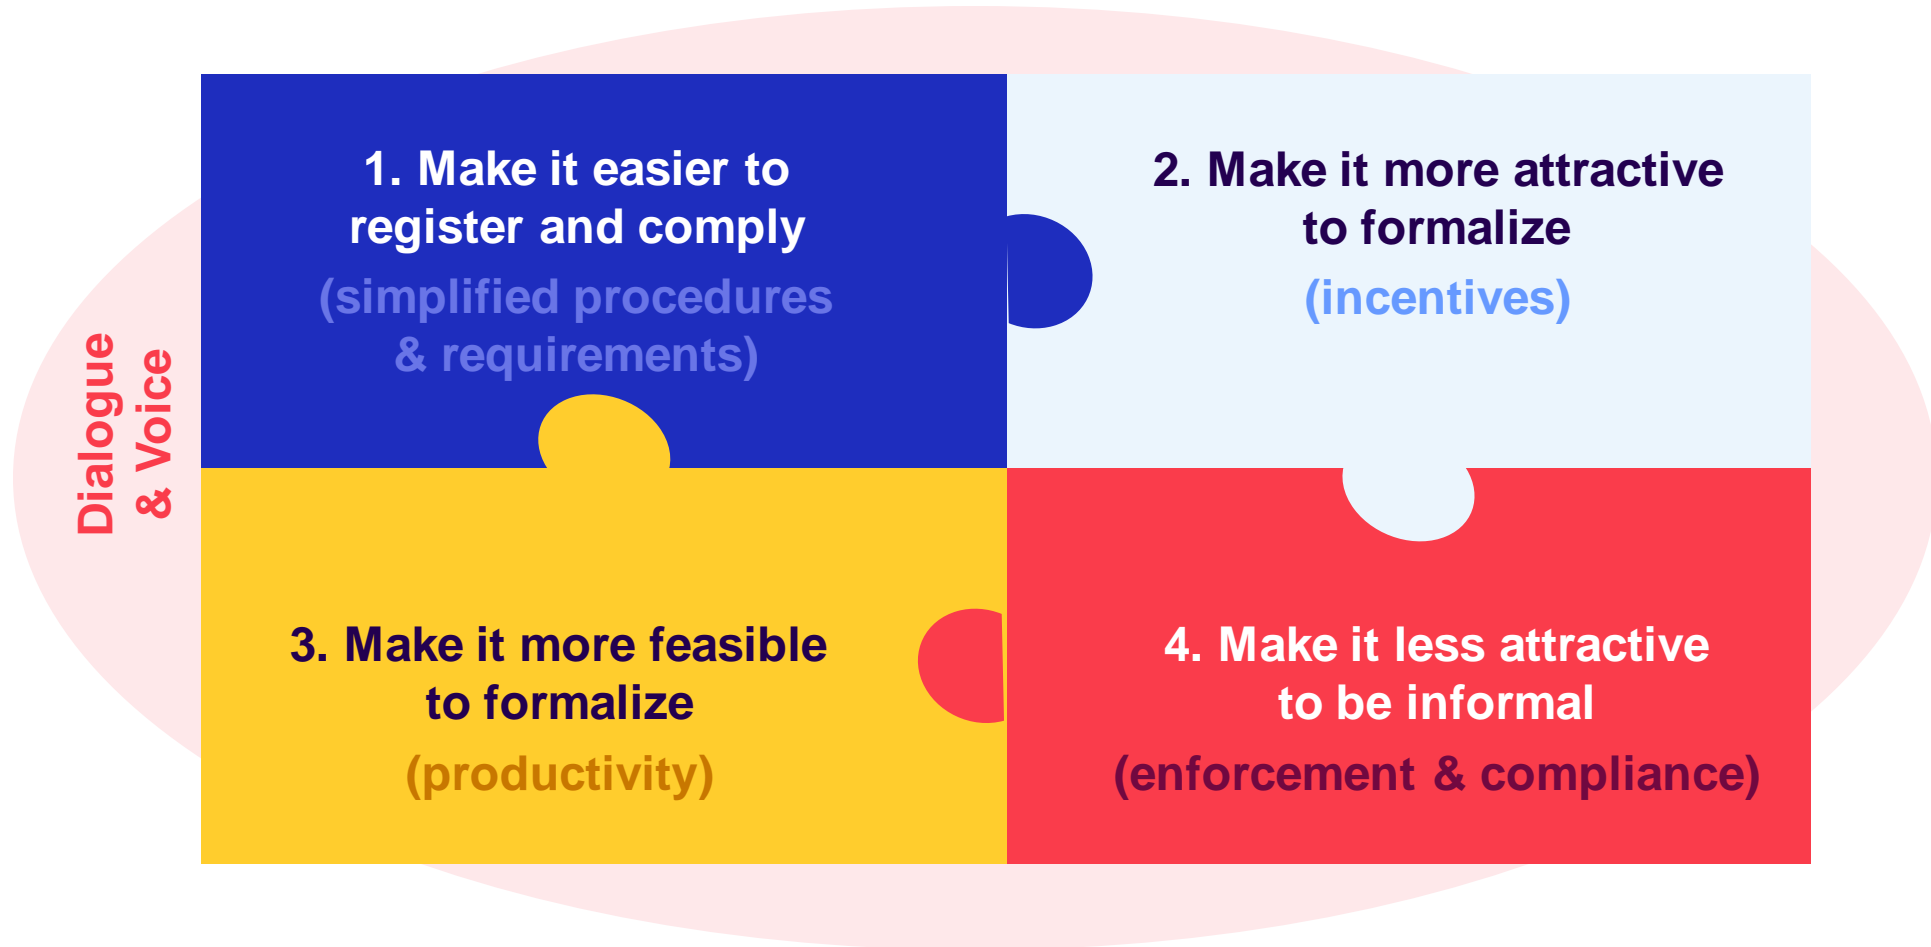 Dialogue
& Voice
1. Make it easier to
register and comply
(simplified procedures
& requirements)
2. Make it more attractive
to formalize
(incentives)
3. Make it more feasible
to formalize
(productivity)
4. Make it less attractive
to be informal
(enforcement & compliance)